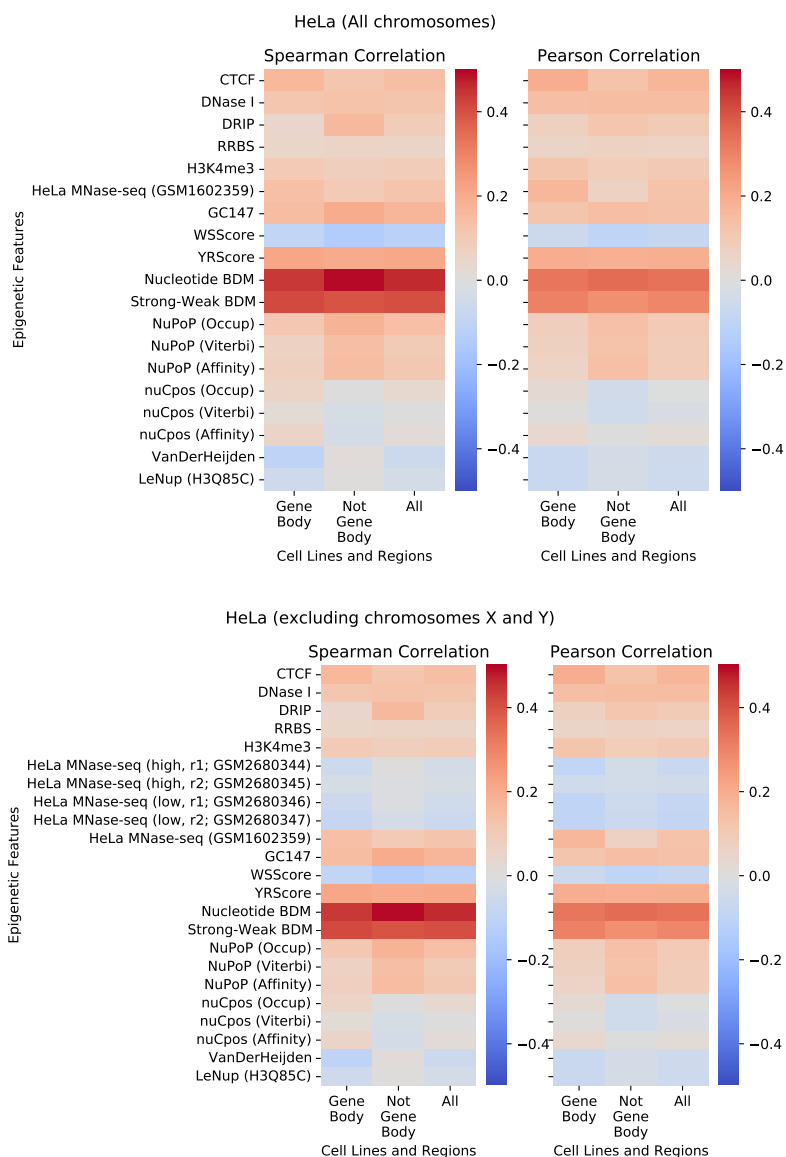 HeLa (All chromosomes)
Spearman Correlation
Pearson Correlation
Epigenetic Features
CTCF
DNase I
DRIP
RRBS
H3K4me3
HeLa MNase-seq (GSM1602359)
GC147
WSScore
YRScore
Nucleotide BDM
Strong-Weak BDM
NuPoP (Occup)
NuPoP (Viterbi)
NuPoP (Affinity)
nuCpos (Occup)
nuCpos (Viterbi)
nuCpos (Affinity)
VanDerHeijden
LeNup (H3Q85C)
0.4
0.2
0.0
−0.2
−0.4
0.4
0.2
0.0
−0.2
−0.4
Gene
Body
Not
Gene
Body
All
Gene
Body
Not
Gene
Body
All
Cell Lines and Regions
Cell Lines and Regions
HeLa (excluding chromosomes X and Y)
Spearman Correlation
Pearson Correlation
Epigenetic Features
CTCF
DNase I
DRIP
RRBS
H3K4me3
HeLa MNase-seq (high, r1; GSM2680344)
HeLa MNase-seq (high, r2; GSM2680345)
HeLa MNase-seq (low, r1; GSM2680346)
HeLa MNase-seq (low, r2; GSM2680347)
HeLa MNase-seq (GSM1602359)
GC147
WSScore
YRScore
Nucleotide BDM
Strong-Weak BDM
NuPoP (Occup)
NuPoP (Viterbi)
NuPoP (Affinity)
nuCpos (Occup)
nuCpos (Viterbi)
nuCpos (Affinity)
VanDerHeijden
LeNup (H3Q85C)
0.4
0.2
0.0
−0.2
−0.4
0.4
0.2
0.0
−0.2
−0.4
Gene
Body
Not
Gene
Body
All
Gene
Body
Not
Gene
Body
All
Cell Lines and Regions
Cell Lines and Regions